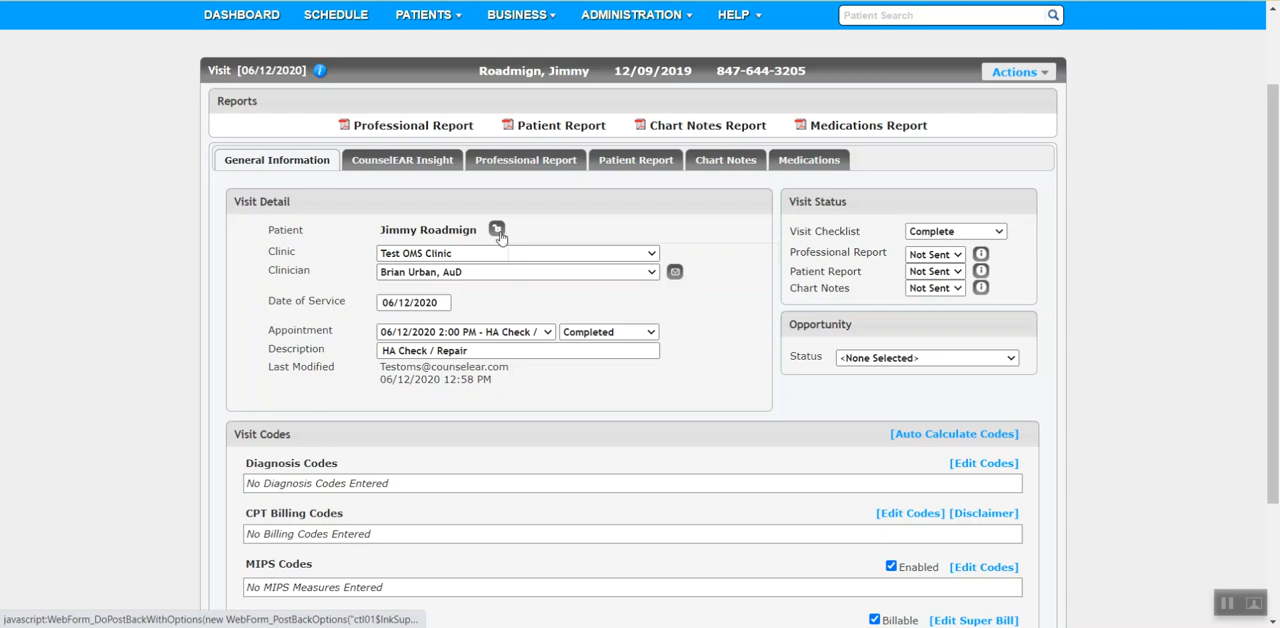 DASHBOARD SCHEDULE PATIENTS BUSINESS ADMINISTRATION HELP Patient Search
Visit [06/12/2020] Roadmign, Jimmy 12/09/2019 847-644-3205 Actions
Reports
Professional Report Patient Report Chart Notes Report Medications Report
General Information CounselEAR Insight Professional Report Patient Report Chart Notes Medications
Visit Detail
Patient Jimmy Roadmign
Clinic Test OMS Clinic
Clinician Brian Urban, AuD
Date of Service 06/12/2020
Appointment 06/12/2020 2:00 PM - HA Check / Completed
Description HA Check / Repair
Last Modified Testoms@counselear.com
06/12/2020 12:58 PM
Visit Status
Visit Checklist Complete
Professional Report Not Sent
Patient Report Not Sent
Chart Notes Not Sent
Opportunity
Status <None Selected>
Visit Codes [Auto Calculate Codes]
Diagnosis Codes [Edit Codes]
No Diagnosis Codes Entered
CPT Billing Codes [Edit Codes] [Disclaimer]
No Billing Codes Entered
MIPS Codes Enabled [Edit Codes]
No MIPS Measures Entered
Billable [Edit Super Bill]
javascript:WebForm_DoPostBackWithOptions(new WebForm_PostBackOptions("ctl01$lnkSup...